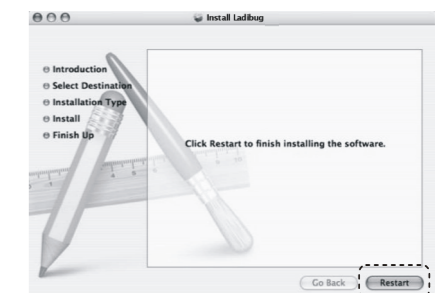 Install Ladibug
Introduction
Select Destination
Installation Type
Install
Finish Up
Click Restart to finish installing the software.
Go Back
Restart